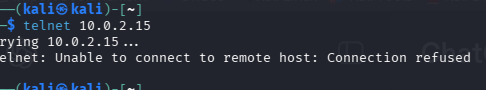 ──(kali㉿kali)-[~]
─$ telnet 10.0.2.15
rying 10.0.2.15...
elnet: Unable to connect to remote host: Connection refused
──(kali㉿kali)-[~]